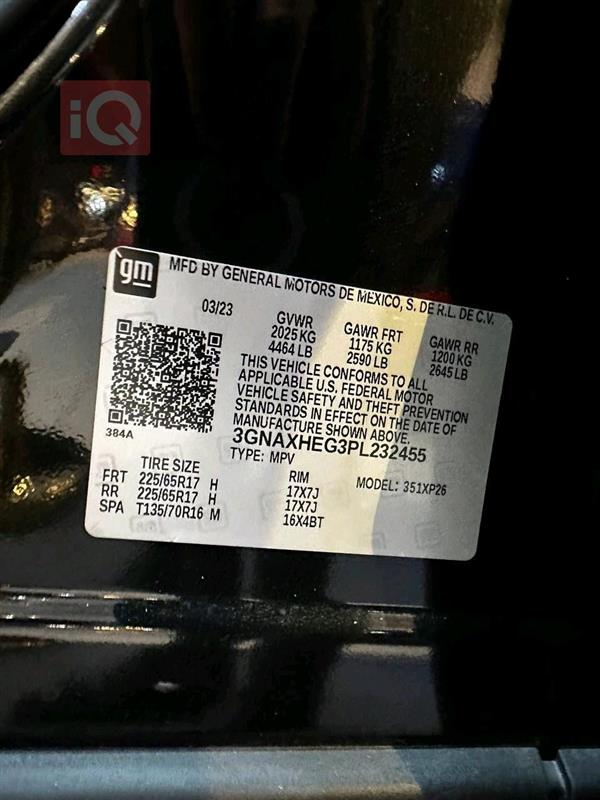 iQ
gm
MFD BY GENERAL MOTORS DE MEXICO, S. DE R.L. DE C.V.
03/23
GVWR GAWR FRT GAWR RR
2025 KG 1175 KG 1200 KG
4464 LB 2590 LB 2645 LB
THIS VEHICLE CONFORMS TO ALL
APPLICABLE U.S. FEDERAL MOTOR
VEHICLE SAFETY AND THEFT PREVENTION
STANDARDS IN EFFECT ON THE DATE OF
MANUFACTURE SHOWN ABOVE.
384A
3GNAXHEG3PL232455
TYPE: MPV
TIRE SIZE RIM MODEL: 351XP26
FRT 225/65R17 H 17X7J
RR 225/65R17 H 17X7J
SPA T135/70R16 M 16X4BT